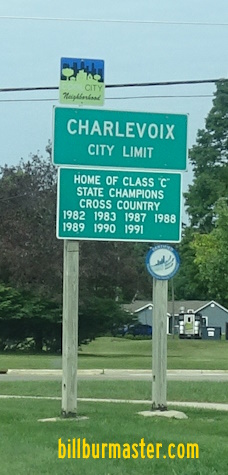 CITY
Neighborhood
CHARLEVOIX
CITY LIMIT
HOME OF CLASS "C"
STATE CHAMPIONS
CROSS COUNTRY
1982 1983 1987 1988
1989 1990 1991
billburmaster.com